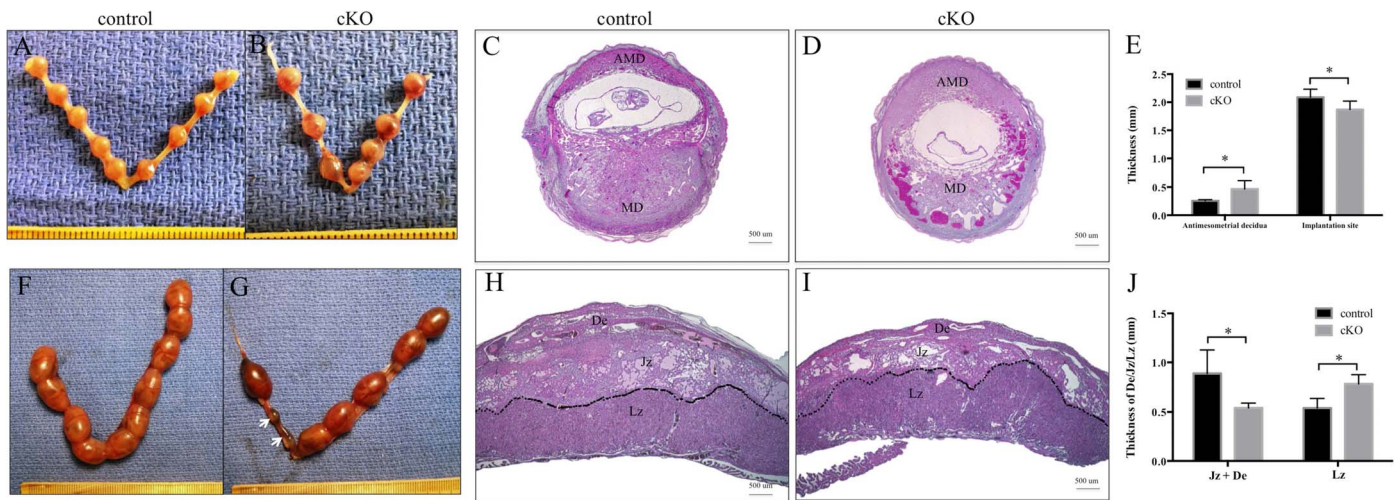 control
cKO
control
cKO
A
B
C
AMD
MD
500 um
D
AMD
MD
500 um
E
control
cKO
Thickness (mm)
2.5
2.0
1.5
1.0
0.5
0.0
*
*
Antimesometrial decidua
Implantation site
F
G
H
De
Jz
Lz
500 um
I
De
Jz
Lz
500 um
J
control
cKO
Thickness of De/Jz/Lz (mm)
1.5
1.0
0.5
0.0
*
*
Jz + De
Lz